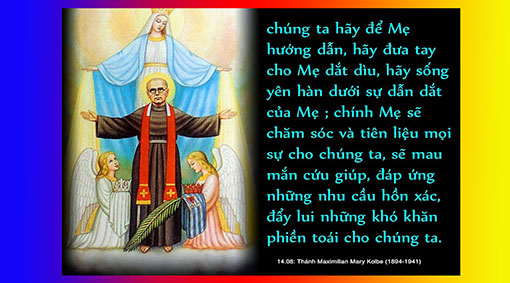 chúng ta hãy để Mẹ
hướng dẫn, hãy đưa tay
cho Mẹ dắt dìu, hãy sống
yên hàn dưới sự dẫn dắt
của Mẹ ; chính Mẹ sẽ
chăm sóc và tiên liệu mọi
sự cho chúng ta, sẽ mau
mắn cứu giúp, đáp ứng
những nhu cầu hồn xác,
đẩy lui những khó khăn
phiền toái cho chúng ta.
14.08: Thánh Maximilian Mary Kolbe (1894-1941)